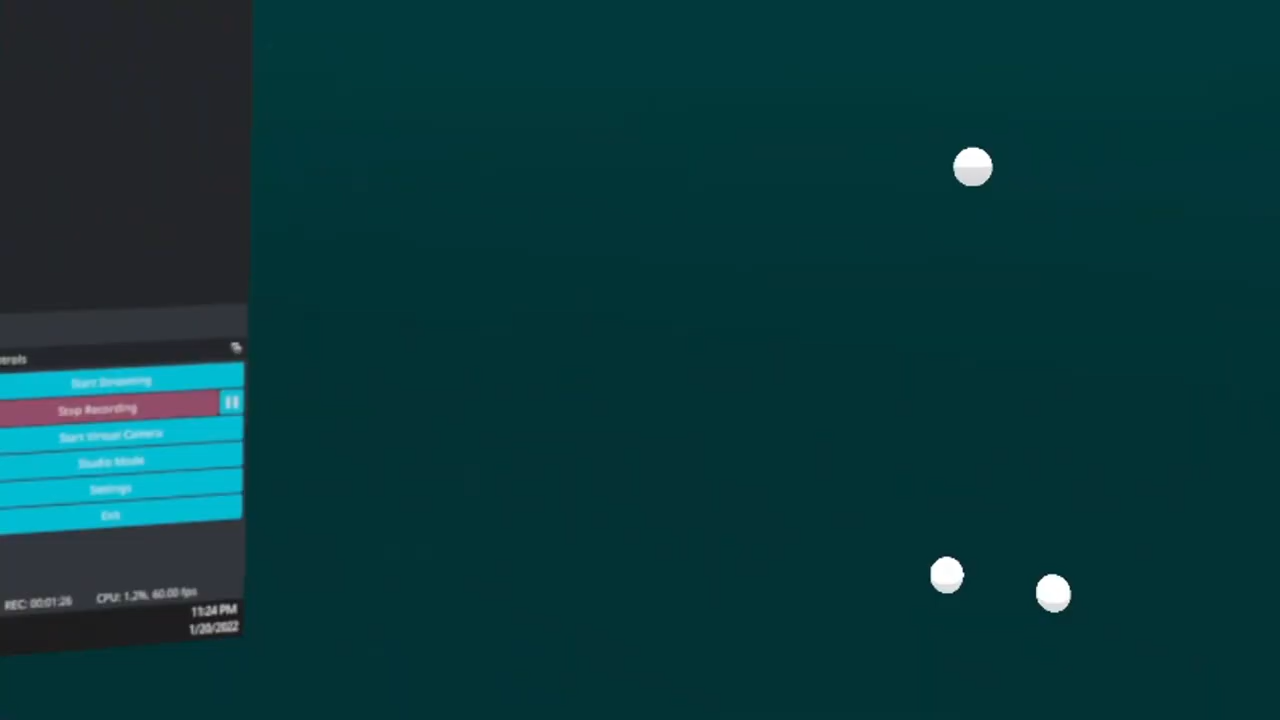 ntrols
Start Streaming
Stop Recording
Start Virtual Camera
Studio Mode
Settings
Exit
REC: 00:01:26 CPU: 1.2%, 60.00 fps
11:24 PM
1/20/2022